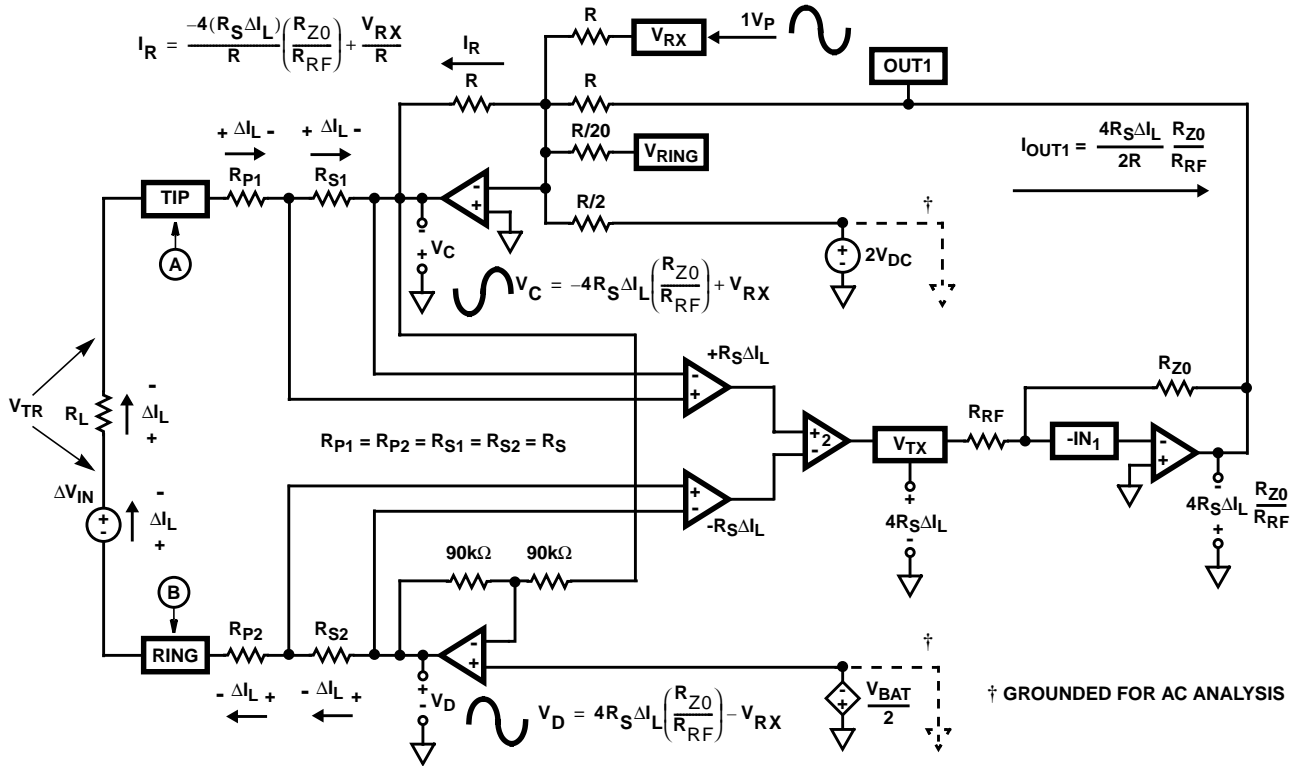 I_R = -4(R_SΔI_L)/R (R_Z0/R_RF) + V_RX/R
I_R
R
R
V_RX
1V_P
OUT1
R
R/20
V_RING
R/2
†
2V_DC
I_OUT1 = 4R_SΔI_L/2R R_Z0/R_RF
+ ΔI_L -
+ ΔI_L -
R_P1
R_S1
TIP
A
-
+
-
+ V_C
+
-
V_C = -4R_SΔI_L(R_Z0/R_RF) + V_RX
V_TR
R_L
-
ΔI_L
+
ΔV_IN
+
-
-
ΔI_L
+
R_P1 = R_P2 = R_S1 = R_S2 = R_S
+R_SΔI_L
-
+
+
-
2
+
-
-R_SΔI_L
V_TX
+
4R_SΔI_L
-
R_RF
R_Z0
-IN_1
-
+
-
4R_SΔI_L R_Z0/R_RF
+
90kΩ
90kΩ
B
RING
R_P2
R_S2
- ΔI_L +
- ΔI_L +
-
+
+
-
V_D
V_D = 4R_SΔI_L(R_Z0/R_RF) - V_RX
†
-
+
V_BAT/2
† GROUNDED FOR AC ANALYSIS